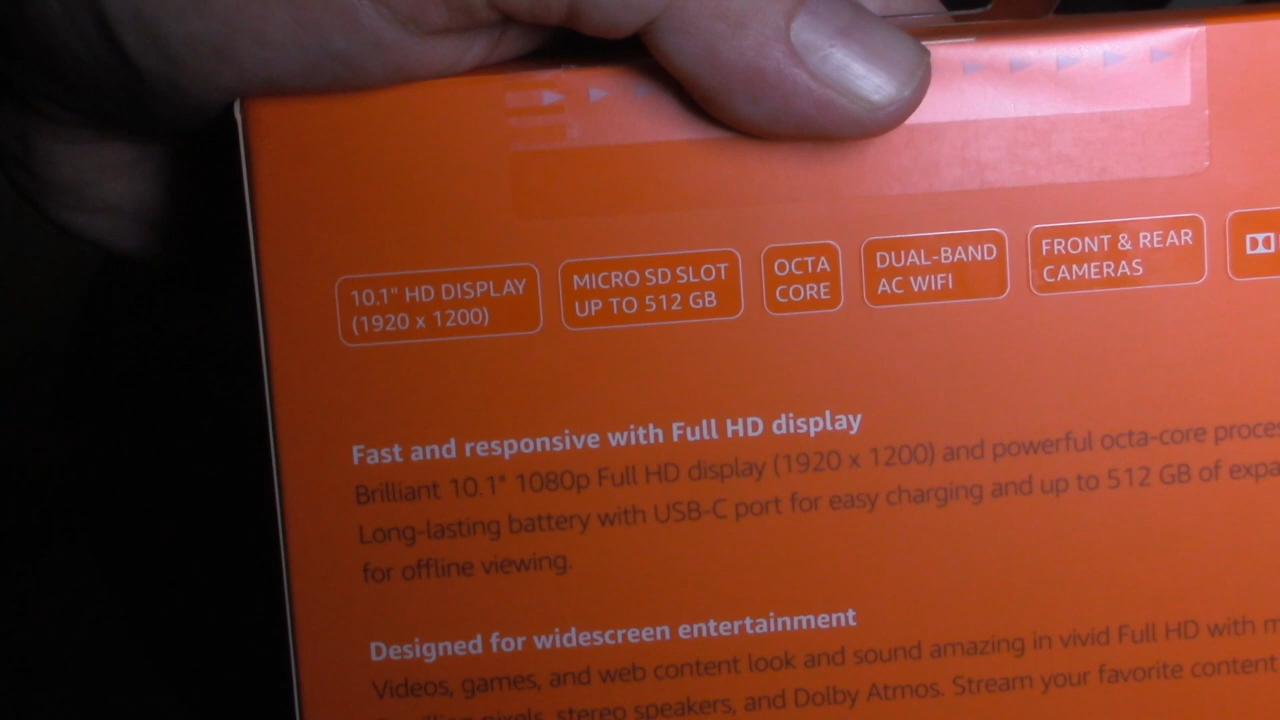 10.1" HD DISPLAY
(1920 x 1200)
MICRO SD SLOT
UP TO 512 GB
OCTA
CORE
DUAL-BAND
AC WIFI
FRONT & REAR
CAMERAS
Fast and responsive with Full HD display
Brilliant 10.1" 1080p Full HD display (1920 x 1200) and powerful octa-core
Long-lasting battery with USB-C port for easy charging and up to 512 GB of
for offline viewing.
Designed for widescreen entertainment
Videos, games, and web content look and sound amazing in vivid Full HD with
pixels, stereo speakers, and Dolby Atmos. Stream your favorite content